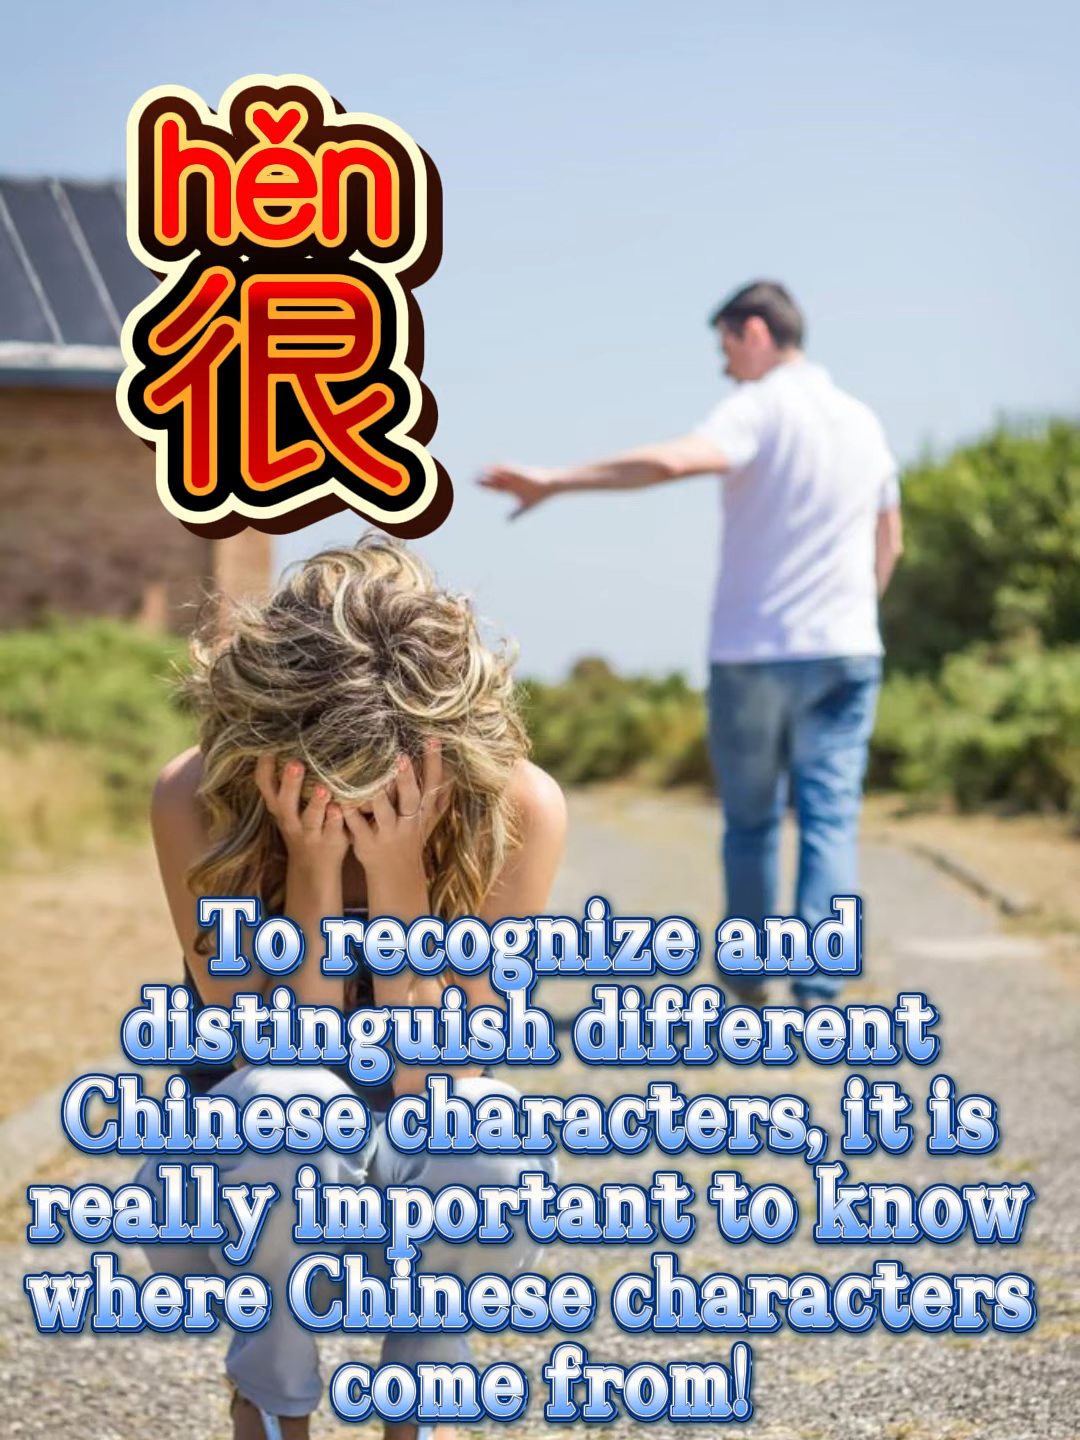 hěn
很
To recognize and
distinguish different
Chinese characters, it is
really important to know
where Chinese characters
come from!